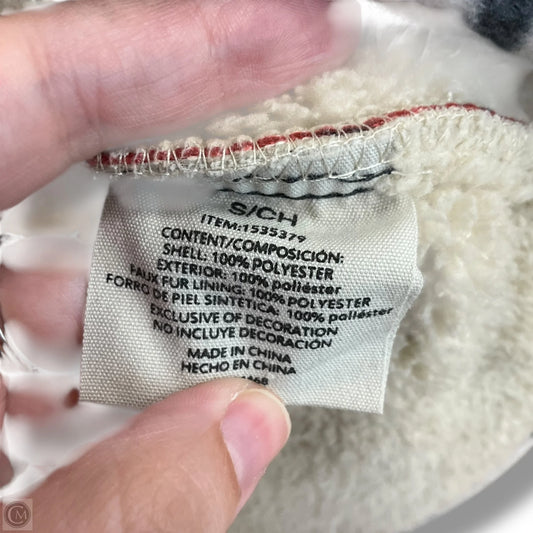 S/CH
ITEM:1535379
CONTENT/COMPOSICIÓN:
SHELL: 100% POLYESTER
EXTERIOR: 100% poliéster
FAUX FUR LINING: 100% POLYESTER
FORRO DE PIEL SINTÉTICA: 100% poliéster
EXCLUSIVE OF DECORATION
NO INCLUYE DECORACIÓN
MADE IN CHINA
HECHO EN CHINA
CM